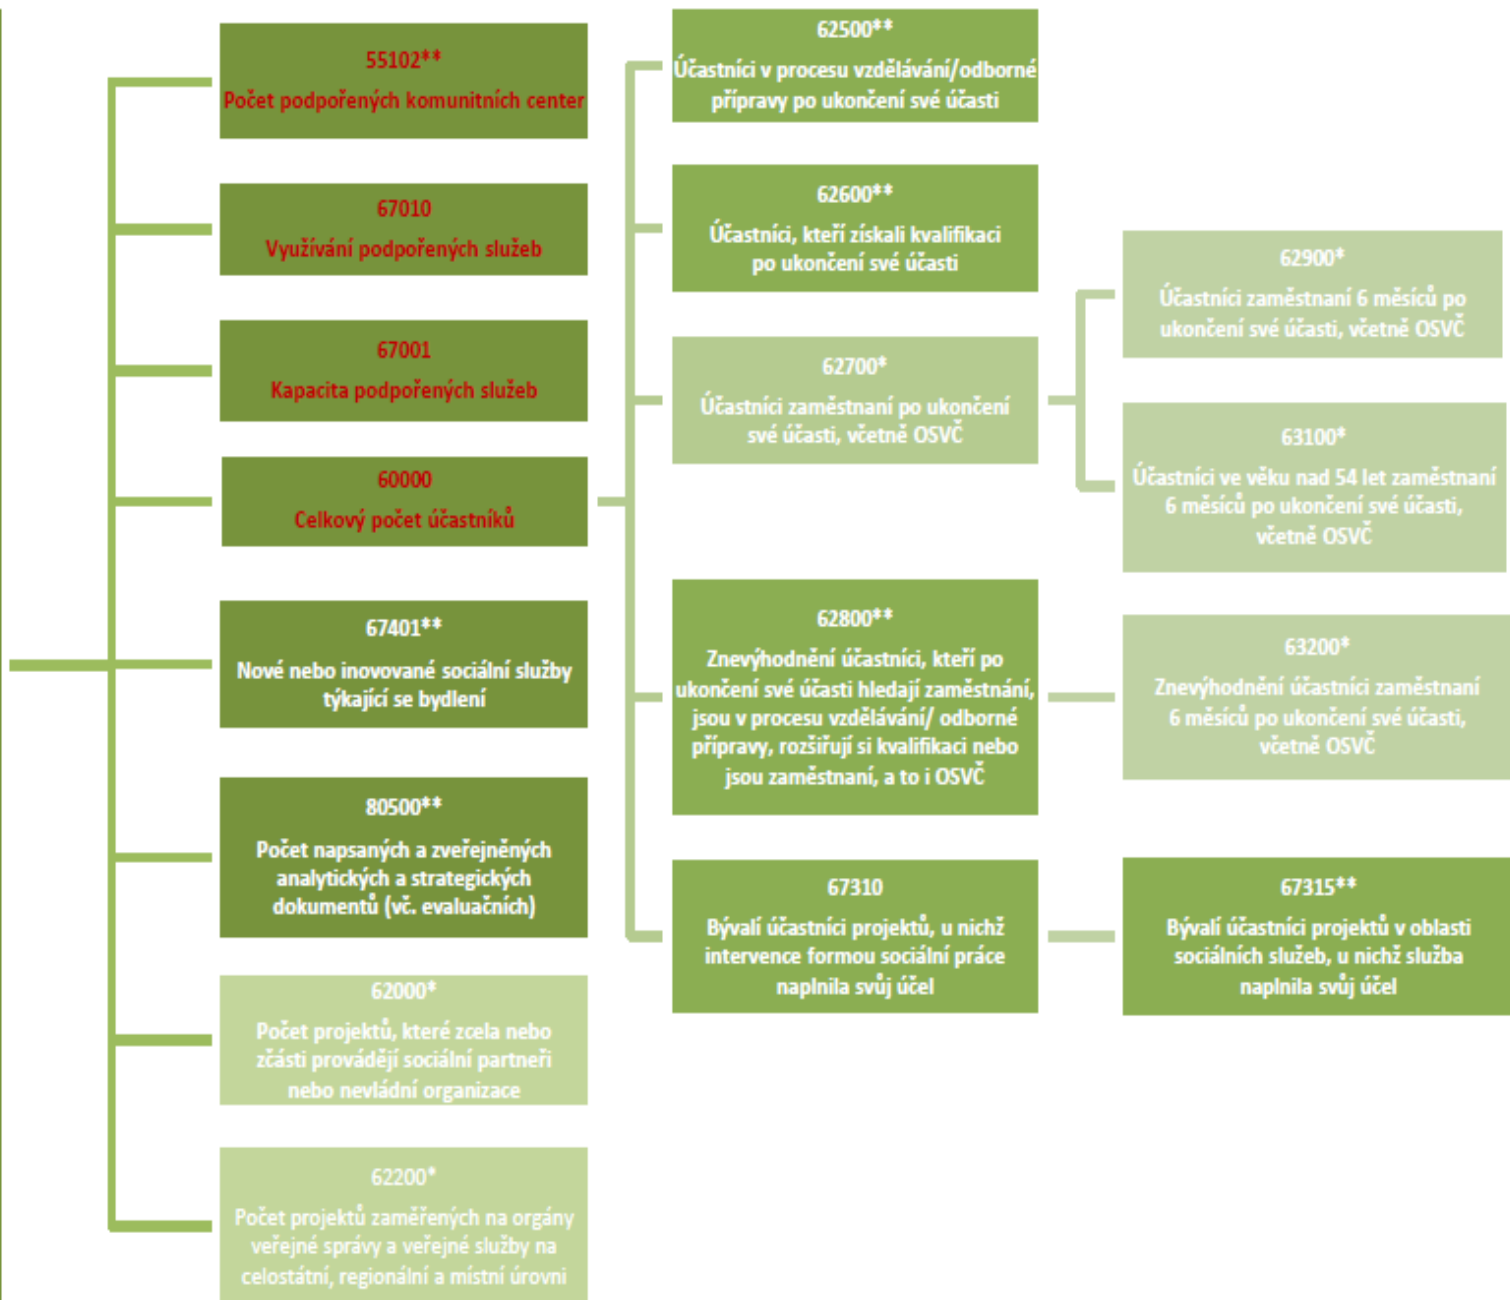 55102**
Počet podpořených komunitních center
67010
Využívání podpořených služeb
67001
Kapacita podpořených služeb
60000
Celkový počet účastníků
67401**
Nové nebo inovované sociální služby
týkající se bydlení
80500**
Počet napsaných a zveřejněných
analytických a strategických
dokumentů (vč. evaluačních)
62000*
Počet projektů, které zcela nebo
zčásti provádějí sociální partneři
nebo nevládní organizace
62200*
Počet projektů zaměřených na orgány
veřejné správy a veřejné služby na
celostátní, regionální a místní úrovni
62500**
Účastníci v procesu vzdělávání/odborné
přípravy po ukončení své účasti
62600**
Účastníci, kteří získali kvalifikaci
po ukončení své účasti
62700*
Účastníci zaměstnaní po ukončení
své účasti, včetně OSVČ
62800**
Znevýhodnění účastníci, kteří po
ukončení své účasti hledají zaměstnání,
jsou v procesu vzdělávání/ odborné
přípravy, rozšiřují si kvalifikaci nebo
jsou zaměstnaní, a to i OSVČ
67310
Bývalí účastníci projektů, u nichž
intervence formou sociální práce
naplnila svůj účel
62900*
Účastníci zaměstnaní 6 měsíců po
ukončení své účasti, včetně OSVČ
63100*
Účastníci ve věku nad 54 let zaměstnaní
6 měsíců po ukončení své účasti,
včetně OSVČ
63200*
Znevýhodnění účastníci zaměstnaní
6 měsíců po ukončení své účasti,
včetně OSVČ
67315**
Bývalí účastníci projektů v oblasti
sociálních služeb, u nichž služba
naplnila svůj účel